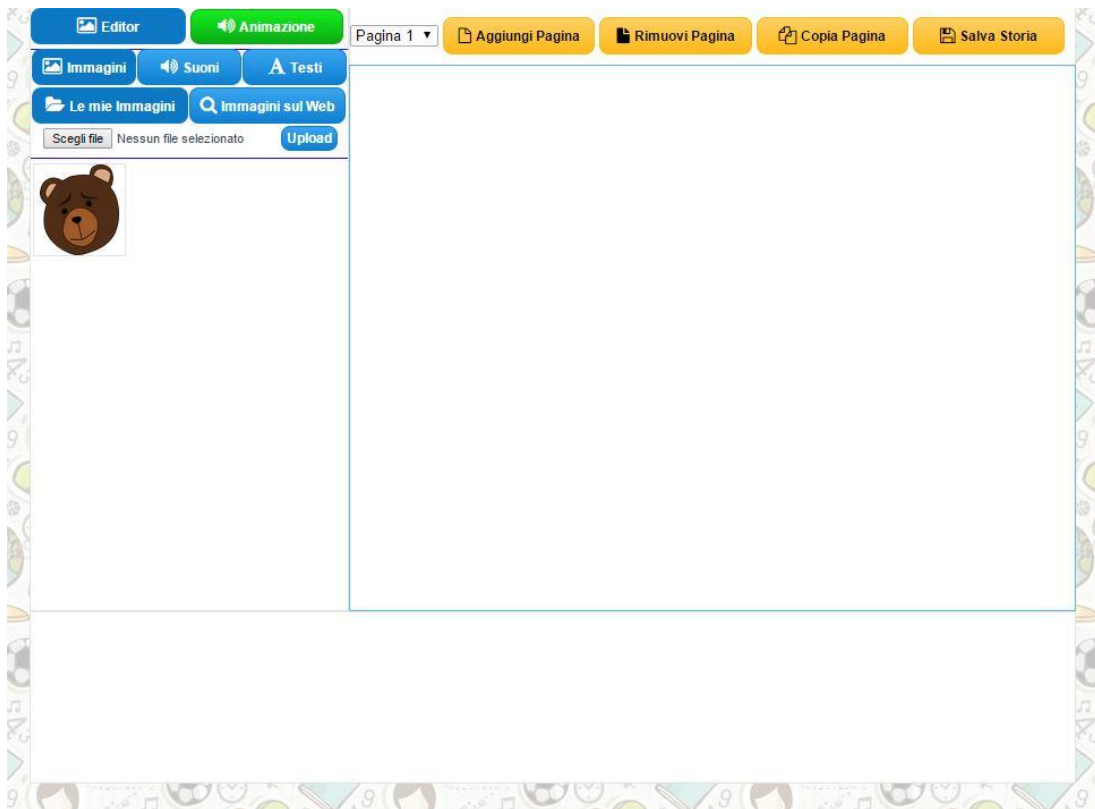 Editor Animazione
Pagina 1 Aggiungi Pagina Rimuovi Pagina Copia Pagina Salva Storia
Immagini Suoni A Testi
Le mie Immagini Immagini sul Web
Scegli file Nessun file selezionato Upload